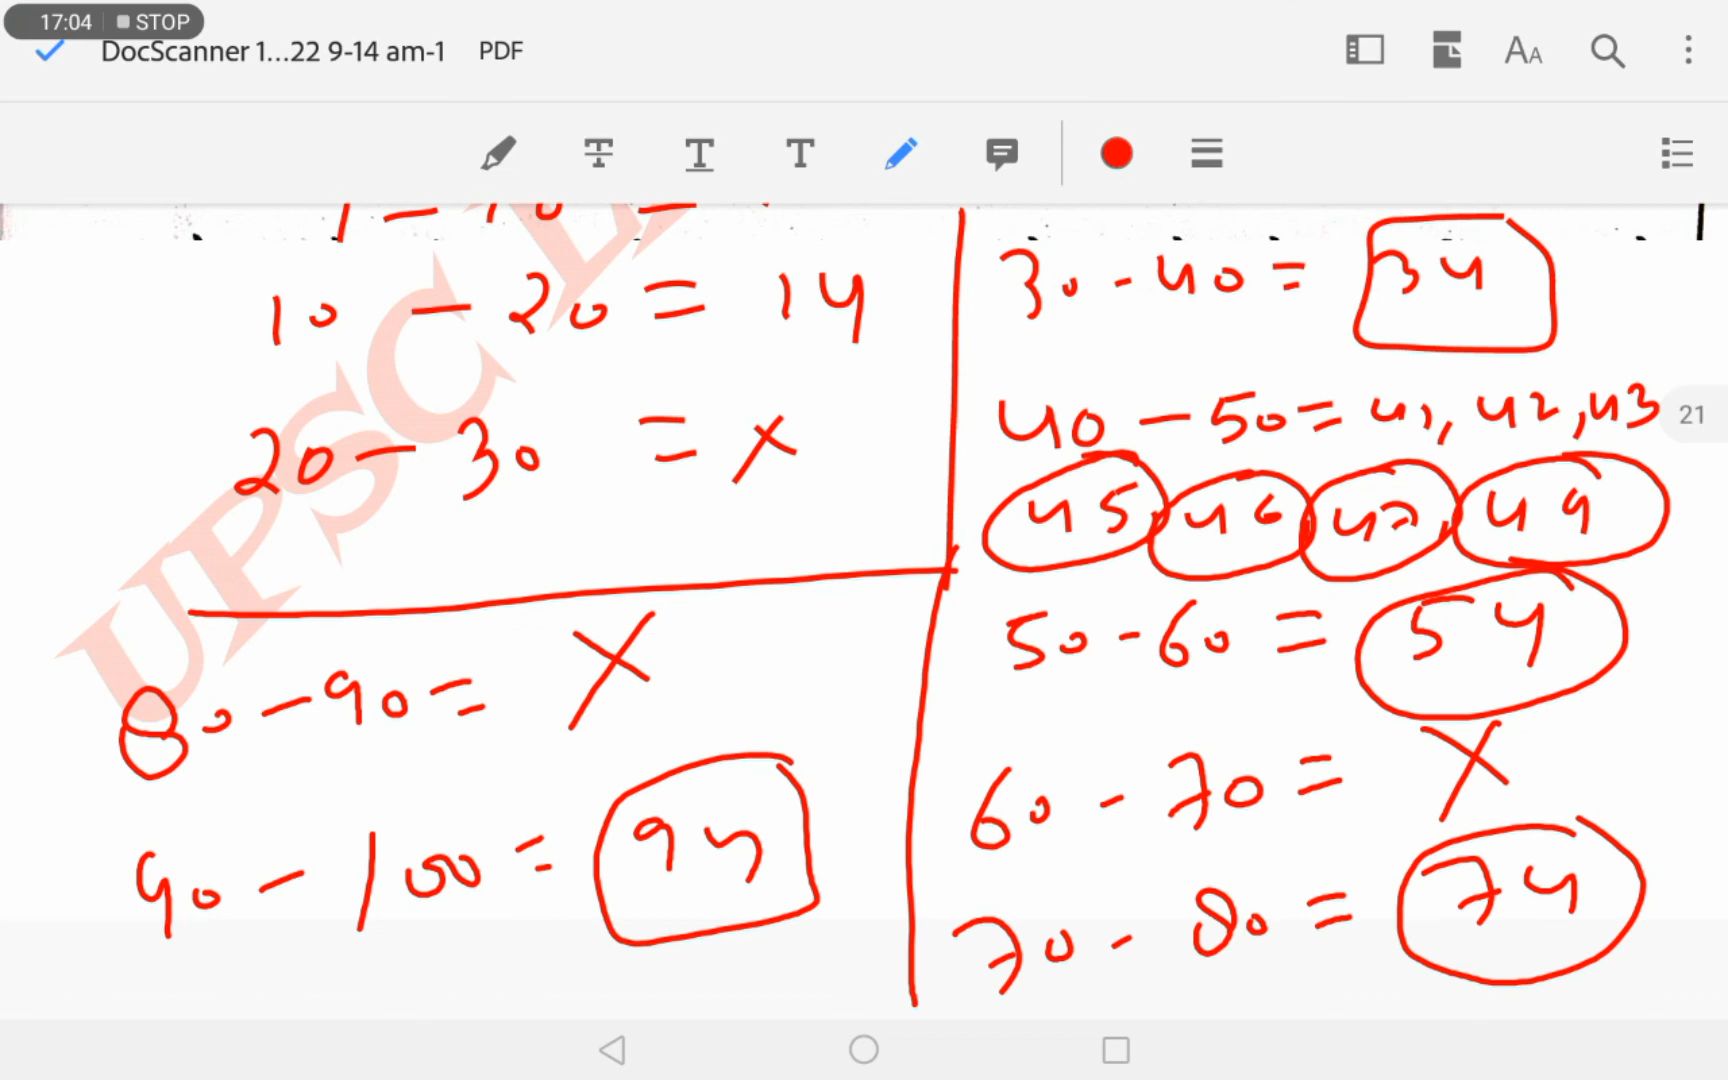 17:04 STOP
DocScanner 1...22 9-14 am-1 PDF
10 - 20 = 14
20 - 30 = x
80 - 90 = X
90 - 100 = 94
30 - 40 = 34
40 - 50 = 41, 42, 43
45, 46, 47, 49
50 - 60 = 54
60 - 70 = X
70 - 80 = 74
21
UPSC